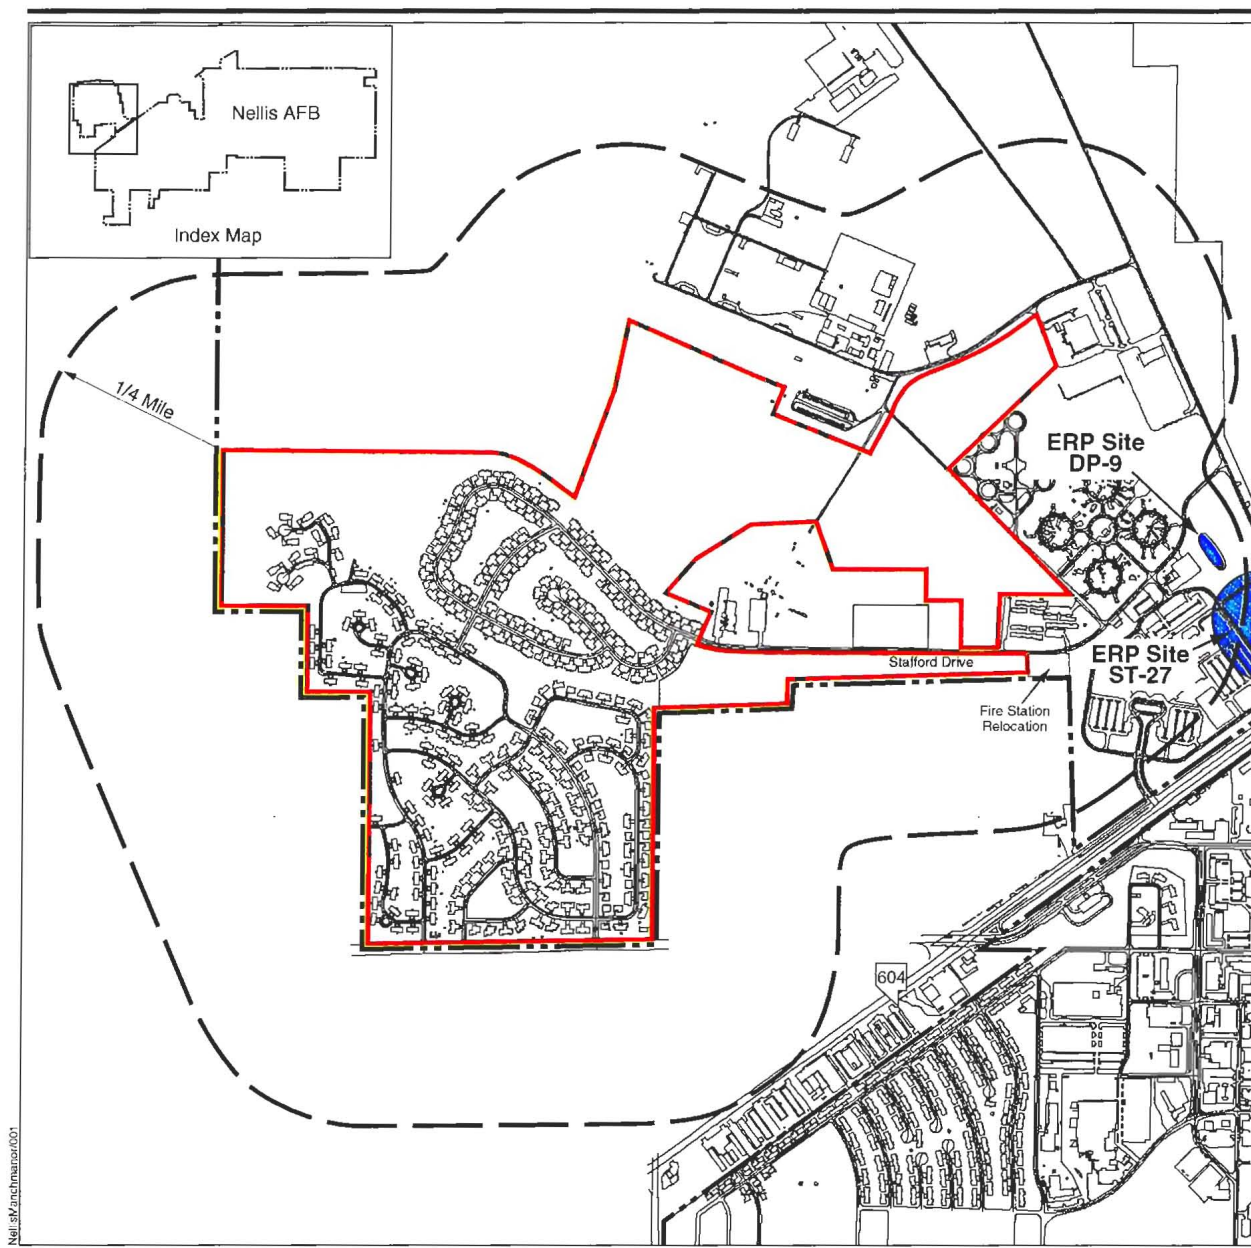 Nellis AFB
Index Map
1/4 Mile
ERP Site
DP-9
ERP Site
ST-27
Stafford Drive
Fire Station
Relocation
604